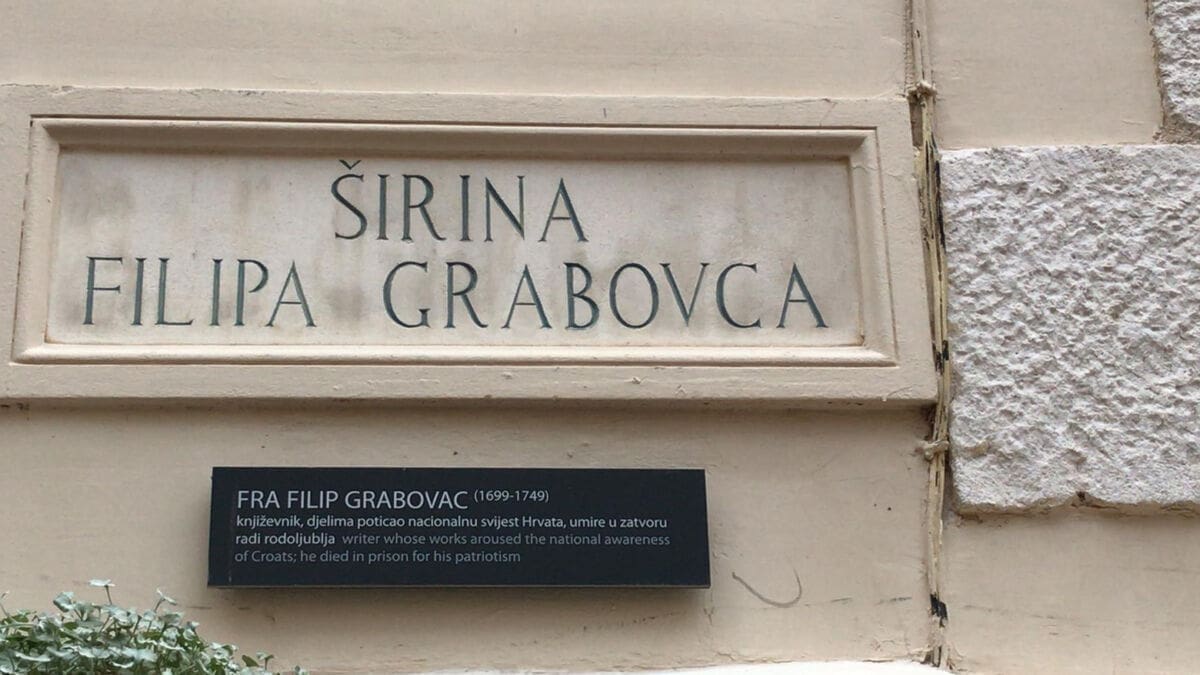 ŠIRINA
FILIPA GRABOVCA
FRA FILIP GRABOVAC (1699-1749)
književnik, djelima poticao nacionalnu svijest Hrvata, umire u zatvoru
radi rodoljublja writer whose works aroused the national awareness
of Croats; he died in prison for his patriotism